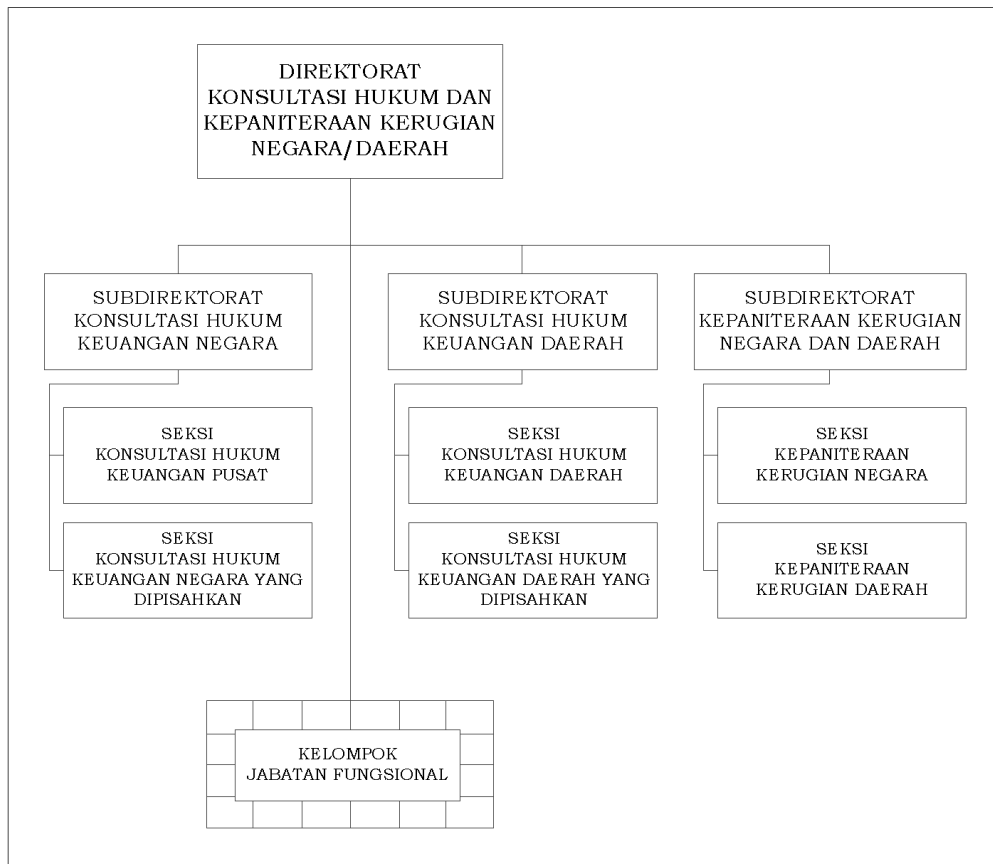 DIREKTORAT
KONSULTASI HUKUM DAN
KEPANITERAAN KERUGIAN
NEGARA/DAERAH
SUBDIREKTORAT
KONSULTASI HUKUM
KEUANGAN NEGARA
SUBDIREKTORAT
KONSULTASI HUKUM
KEUANGAN DAERAH
SUBDIREKTORAT
KEPANITERAAN KERUGIAN
NEGARA DAN DAERAH
SEKSI
KONSULTASI HUKUM
KEUANGAN PUSAT
SEKSI
KONSULTASI HUKUM
KEUANGAN DAERAH
SEKSI
KEPANITERAAN
KERUGIAN NEGARA
SEKSI
KONSULTASI HUKUM
KEUANGAN NEGARA YANG
DIPISAHKAN
SEKSI
KONSULTASI HUKUM
KEUANGAN DAERAH YANG
DIPISAHKAN
SEKSI
KEPANITERAAN
KERUGIAN DAERAH
KELOMPOK
JABATAN FUNGSIONAL